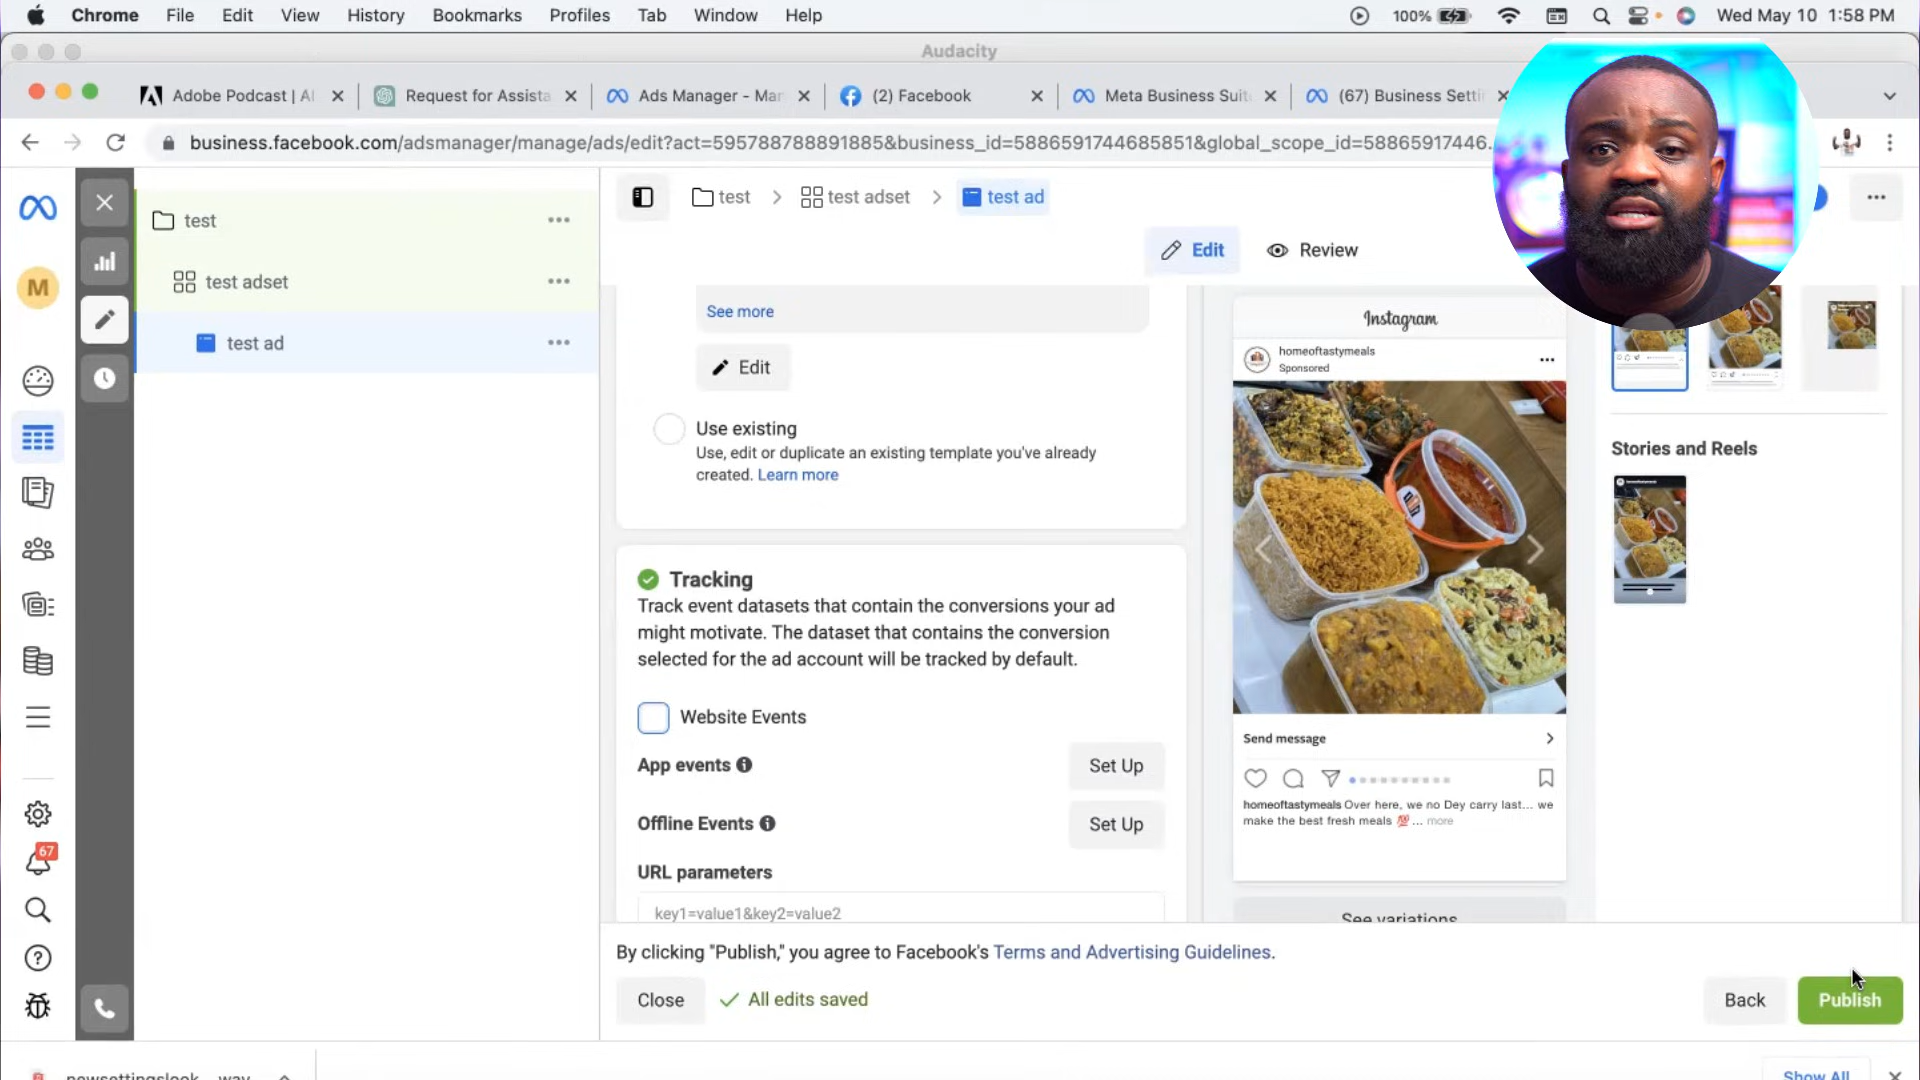 Chrome File Edit View History Bookmarks Profiles Tab Window Help 100% Wed May 10 1:58 PM
Audacity
Adobe Podcast | AI
Request for Assista
Ads Manager - Man
(2) Facebook
Meta Business Suit
(67) Business Setti
business.facebook.com/adsmanager/manage/ads/edit?act=595788788891885&business_id=5886591744685851&global_scope_id=58865917446...
M
67
test
test adset
test ad
test > test adset > test ad
Edit Review
See more
Edit
Use existing
Use, edit or duplicate an existing template you've already
created. Learn more
Tracking
Track event datasets that contain the conversions your ad
might motivate. The dataset that contains the conversion
selected for the ad account will be tracked by default.
Website Events
App events Set Up
Offline Events Set Up
URL parameters
key1=value1&key2=value2
Instagram
homeoftastymeals
Sponsored
Send message
homeoftastymeals Over here, we no Dey carry last... we
make the best fresh meals 💯 ... more
See variations
Stories and Reels
By clicking "Publish," you agree to Facebook's Terms and Advertising Guidelines.
Close All edits saved Back Publish
newsettingslook way
Show All